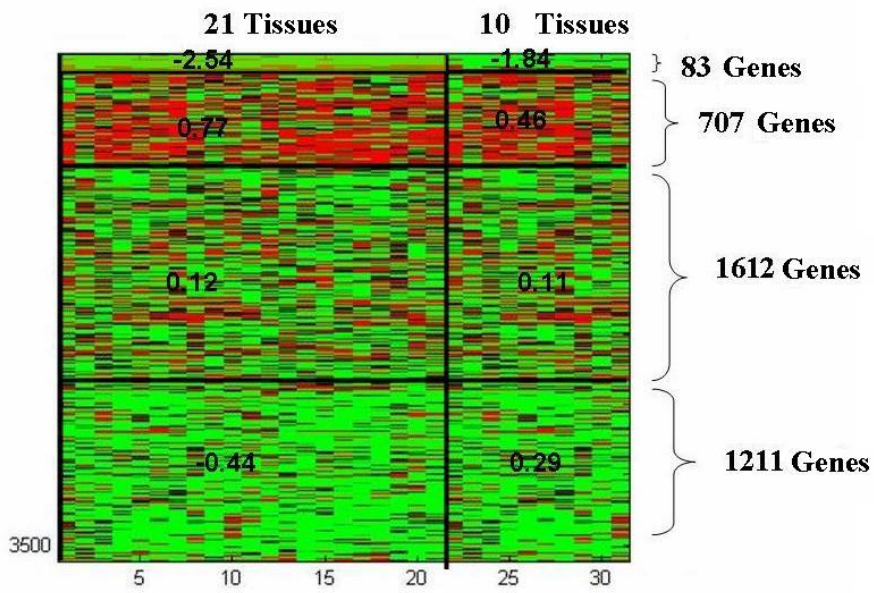 21 Tissues 10 Tissues
-2.54 -1.84 83 Genes
0.77 0.46 707 Genes
0.12 0.11 1612 Genes
-0.44 0.29 1211 Genes
3500
5 10 15 20 25 30